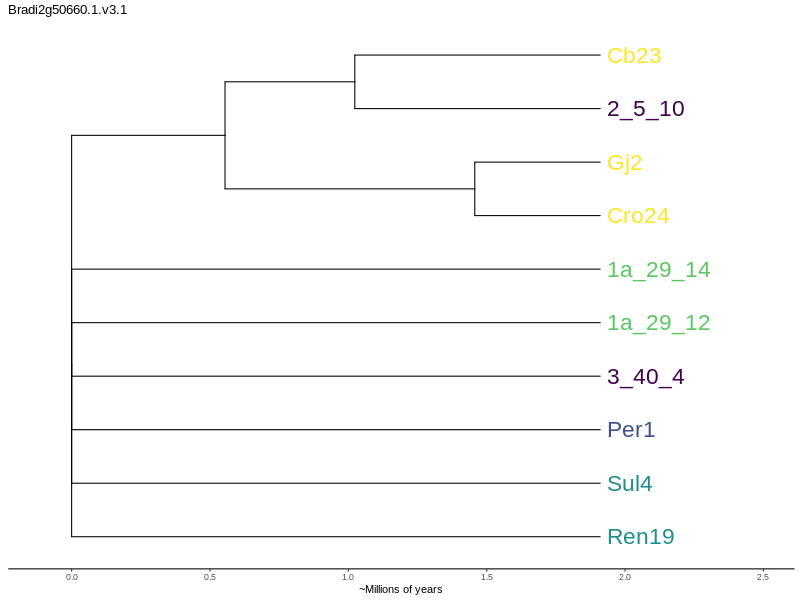 Bradi2g50660.1.v3.1
Cb23
2_5_10
Gj2
Cro24
1a_29_14
1a_29_12
3_40_4
Per1
Sul4
Ren19
0.0 0.5 1.0 1.5 2.0 2.5
~Millions of years